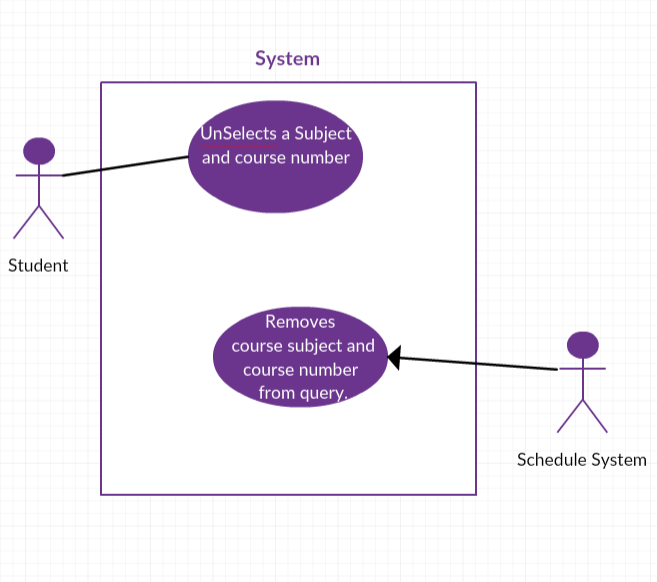 System
UnSelects a Subject
and course number
Student
Removes
course subject and
course number
from query.
Schedule System